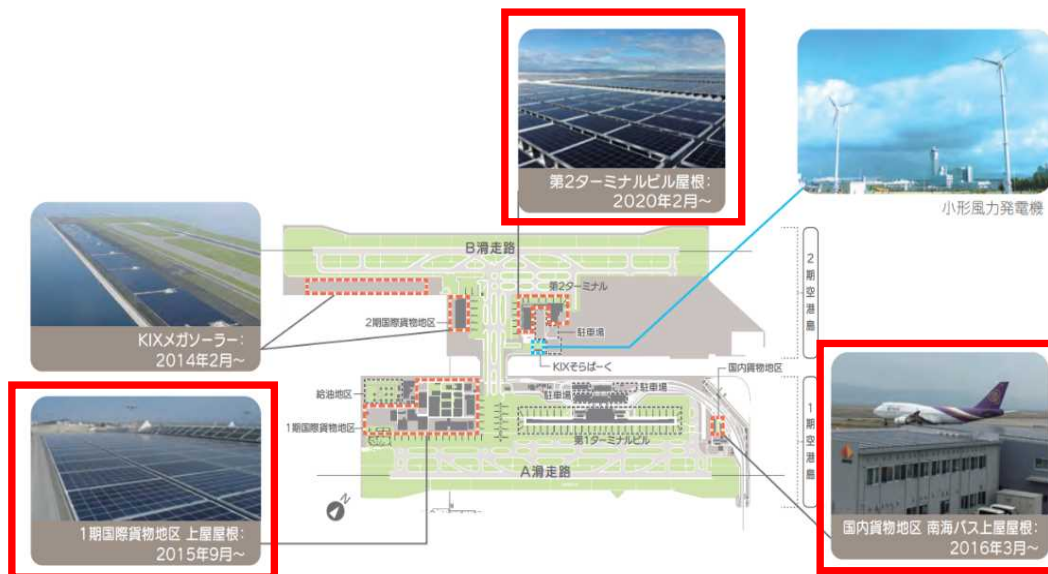 第2ターミナルビル屋根:
2020年2月～
小形風力発電機
KIXメガソーラー:
2014年2月～
B滑走路
第2ターミナル
2期国際貨物地区
駐車場
KIXそらぱーく
2期空港島
給油地区
駐車場
駐車場
国内貨物地区
1期国際貨物地区
第1ターミナルビル
A滑走路
1期空港島
N
1期国際貨物地区 上屋屋根:
2015年9月～
国内貨物地区 南海バス上屋屋根:
2016年3月～